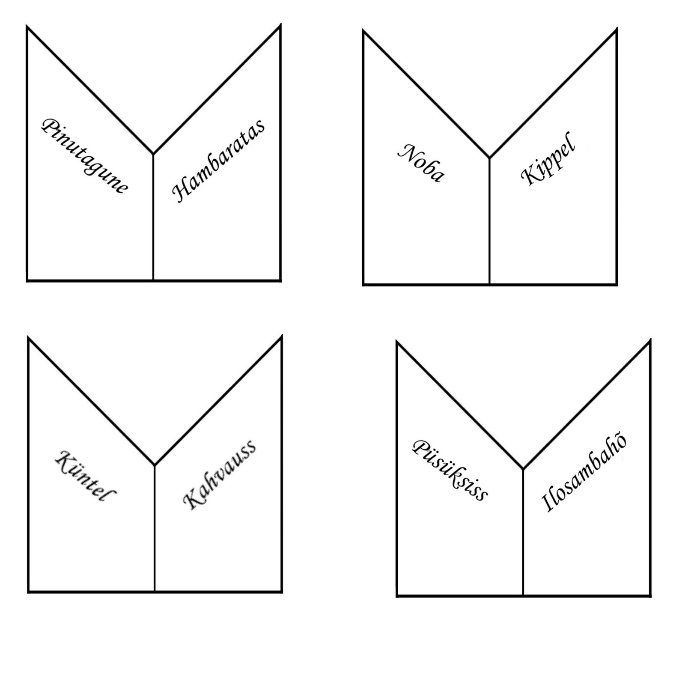 Pinutagune
Hambaratas
Noba
Kippel
Küntel
Kahvauss
Püsüksiss
Ilosambahõ